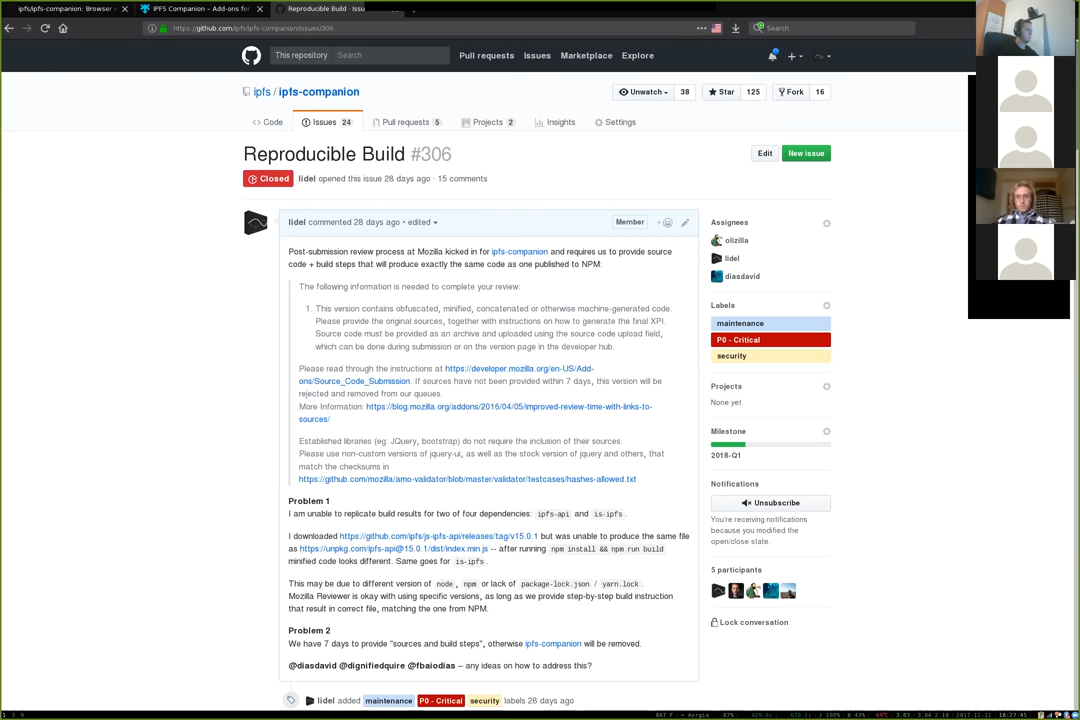 ipfs/ipfs-companion: Browser
IPFS Companion – Add-ons for
Reproducible Build · Issu
https://github.com/ipfs/ipfs-companion/issues/306
Search
This repository
Search
Pull requests
Issues
Marketplace
Explore
ipfs / ipfs-companion
Unwatch
38
Star
125
Fork
16
Code
Issues 24
Pull requests 5
Projects 2
Insights
Settings
Reproducible Build #306
Edit
New issue
Closed
lidel opened this issue 28 days ago · 15 comments
lidel commented 28 days ago • edited
Member
Post-submission review process at Mozilla kicked in for ipfs-companion and requires us to provide source
code + build steps that will produce exactly the same code as one published to NPM:
The following information is needed to complete your review:
1. This version contains obfuscated, minified, concatenated or otherwise machine-generated code.
Please provide the original sources, together with instructions on how to generate the final XPI.
Source code must be provided as an archive and uploaded using the source code upload field,
which can be done during submission or on the version page in the developer hub.
Please read through the instructions at https://developer.mozilla.org/en-US/Add-
ons/Source_Code_Submission. If sources have not been provided within 7 days, this version will be
rejected and removed from our queues.
More Information: https://blog.mozilla.org/addons/2016/04/05/improved-review-time-with-links-to-
sources/
Established libraries (eg: JQuery, bootstrap) do not require the inclusion of their sources.
Please use non-custom versions of jquery-ui, as well as the stock version of jquery and others, that
match the checksums in
https://github.com/mozilla/amo-validator/blob/master/validator/testcases/hashes-allowed.txt
Problem 1
I am unable to replicate build results for two of four dependencies: ipfs-api and is-ipfs.
I downloaded https://github.com/ipfs/js-ipfs-api/releases/tag/v15.0.1 but was unable to produce the same file
as https://unpkg.com/ipfs-api@15.0.1/dist/index.min.js -- after running npm install && npm run build
minified code looks different. Same goes for is-ipfs.
This may be due to different version of node, npm or lack of package-lock.json / yarn.lock.
Mozilla Reviewer is okay with using specific versions, as long as we provide step-by-step build instruction
that result in correct file, matching the one from NPM.
Problem 2
We have 7 days to provide "sources and build steps", otherwise ipfs-companion will be removed.
@diasdavid @dignifiedquire @fbaiodias -- any ideas on how to address this?
lidel added maintenance P0 - Critical security labels 28 days ago
Assignees
olizilla
lidel
diasdavid
Labels
maintenance
P0 - Critical
security
Projects
None yet
Milestone
2018-Q1
Notifications
Unsubscribe
You're receiving notifications
because you modified the
open/close state.
5 participants
Lock conversation